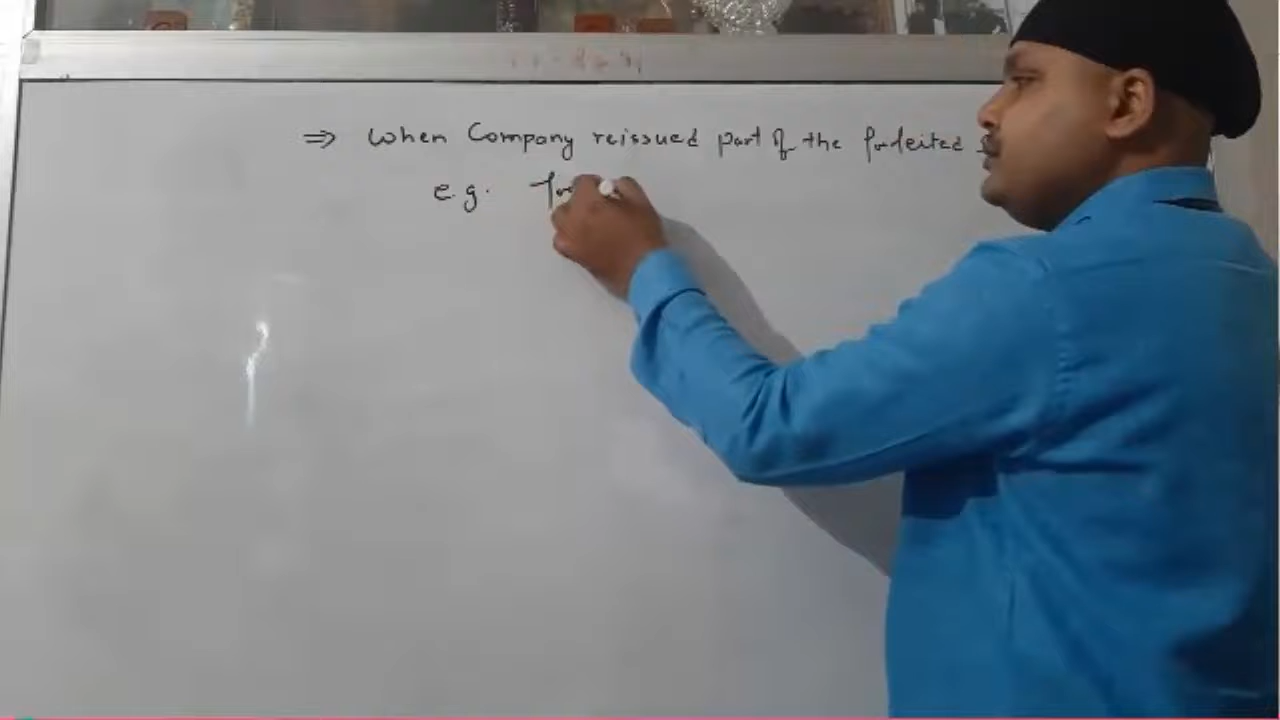 ⇒ When Company reissued part of the forfeited
e.g.